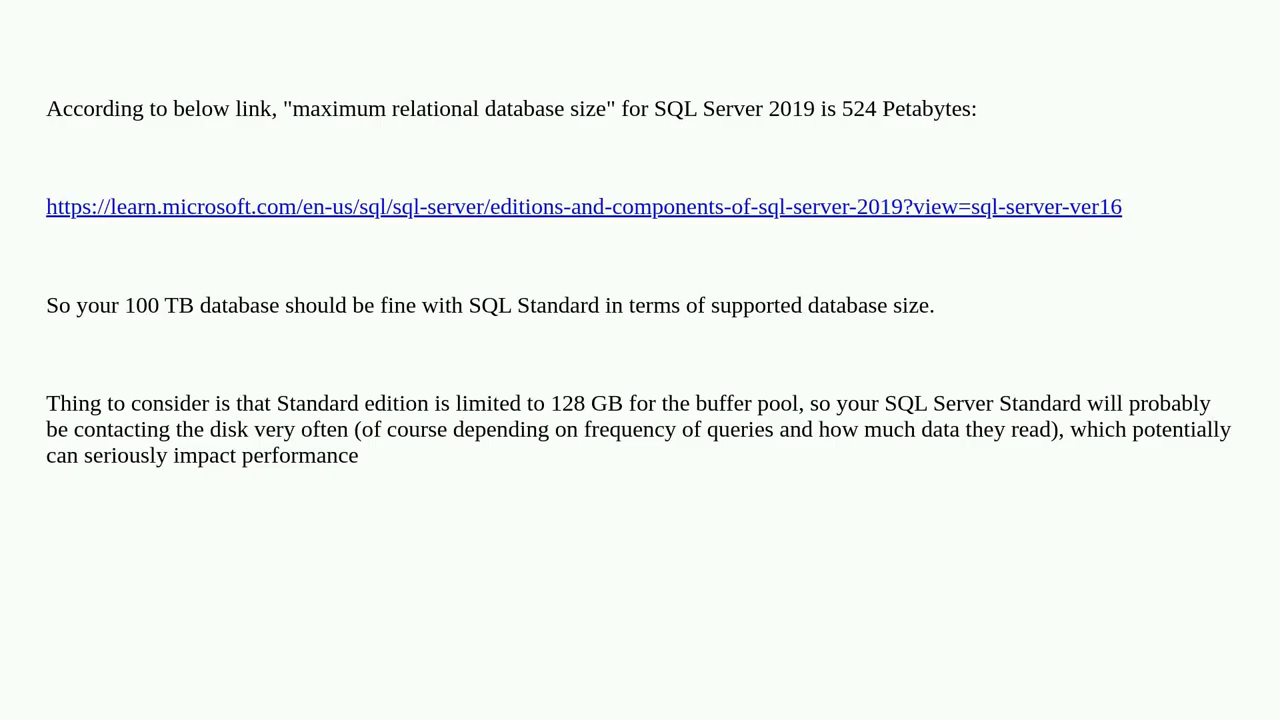 According to below link, "maximum relational database size" for SQL Server 2019 is 524 Petabytes:
https://learn.microsoft.com/en-us/sql/sql-server/editions-and-components-of-sql-server-2019?view=sql-server-ver16
So your 100 TB database should be fine with SQL Standard in terms of supported database size.
Thing to consider is that Standard edition is limited to 128 GB for the buffer pool, so your SQL Server Standard will probably
be contacting the disk very often (of course depending on frequency of queries and how much data they read), which potentially
can seriously impact performance